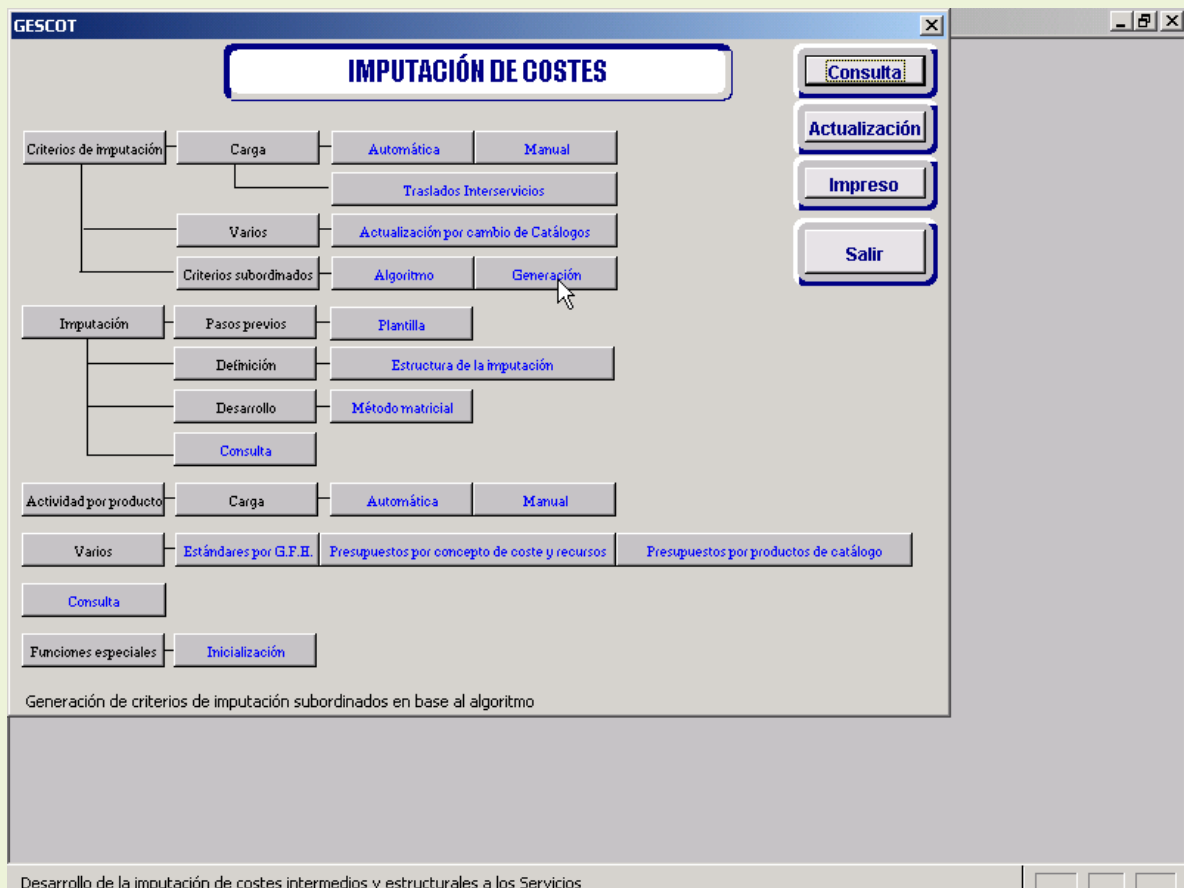 GESCOT
IMPUTACIÓN DE COSTES
Consulta
Actualización
Impreso
Salir
Criterios de imputación Carga Automática Manual
Traslados Interservicios
Varios Actualización por cambio de Catálogos
Criterios subordinados Algoritmo Generación
Imputación Pasos previos Plantilla
Definición Estructura de la imputación
Desarrollo Método matricial
Consulta
Actividad por producto Carga Automática Manual
Varios Estándares por G.F.H. Presupuestos por concepto de coste y recursos Presupuestos por productos de catálogo
Consulta
Funciones especiales Inicialización
Generación de criterios de imputación subordinados en base al algoritmo
Desarrollo de la imputación de costes intermedios y estructurales a los Servicios